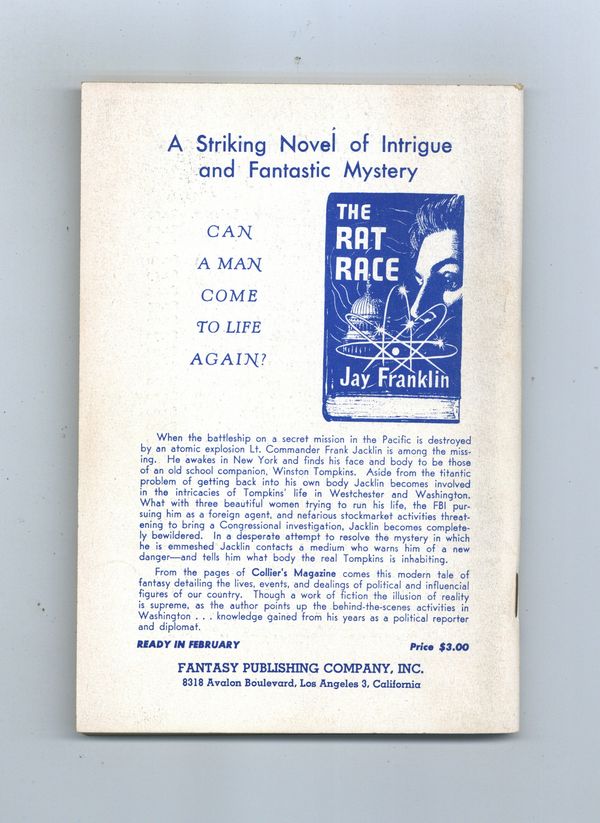 A Striking Novel of Intrigue
and Fantastic Mystery
CAN
A MAN
COME
TO LIFE
AGAIN?
THE
RAT
RACE
Jay Franklin
When the battleship on a secret mission in the Pacific is destroyed
by an atomic explosion Lt. Commander Frank Jacklin is among the miss-
ing. He awakes in New York and finds his face and body to be those
of an old school companion, Winston Tompkins. Aside from the titantic
problem of getting back into his own body Jacklin becomes involved
in the intricacies of Tompkins' life in Westchester and Washington.
What with three beautiful women trying to run his life, the FBI pur-
suing him as a foreign agent, and nefarious stockmarket activities threat-
ening to bring a Congressional investigation, Jacklin becomes complete-
ly bewildered. In a desperate attempt to resolve the mystery in which
he is emmeshed Jacklin contacts a medium who warns him of a new
danger—and tells him what body the real Tompkins is inhabiting.
From the pages of Collier's Magazine comes this modern tale of
fantasy detailing the lives, events, and dealings of political and influencial
figures of our country. Though a work of fiction the illusion of reality
is supreme, as the author points up the behind-the-scenes activities in
Washington . . . knowledge gained from his years as a political reporter
and diplomat.
READY IN FEBRUARY Price $3.00
FANTASY PUBLISHING COMPANY, INC.
8318 Avalon Boulevard, Los Angeles 3, California